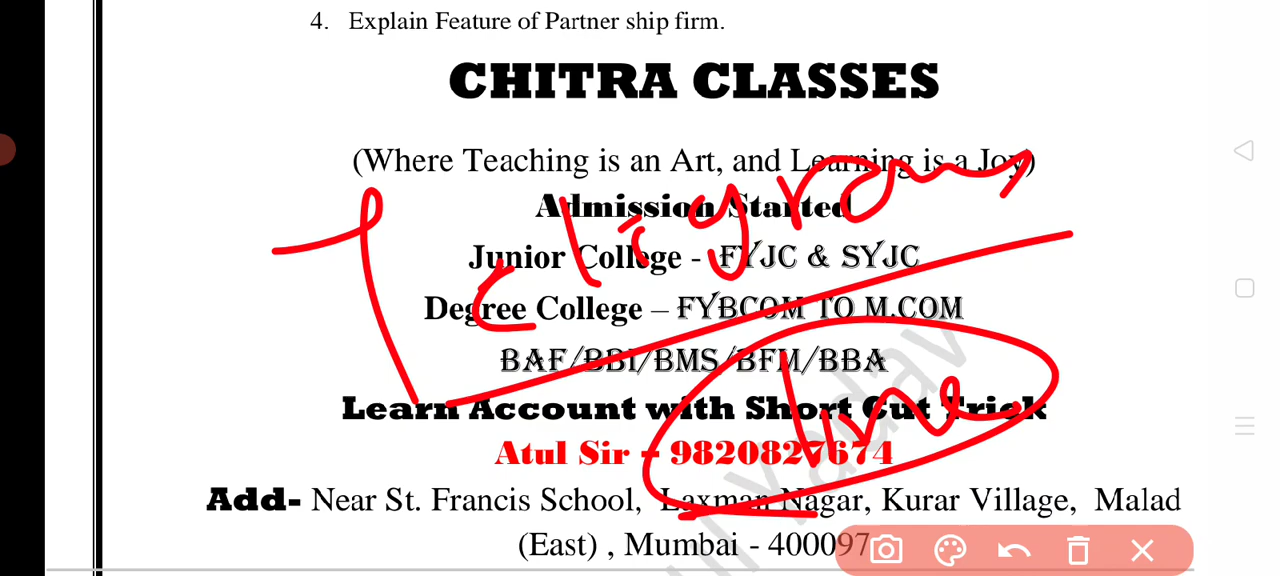 4. Explain Feature of Partner ship firm.
CHITRA CLASSES
(Where Teaching is an Art, and Learning is a Joy)
Admission Started
Junior College - FYJC & SYJC
Degree College – FYBCOM TO M.COM
BAF/BBI/BMS/BFM/BBA
Learn Account with Short Cut Trick
Atul Sir – 9820827674
Add- Near St. Francis School, Laxman Nagar, Kurar Village, Malad
(East) , Mumbai - 400097